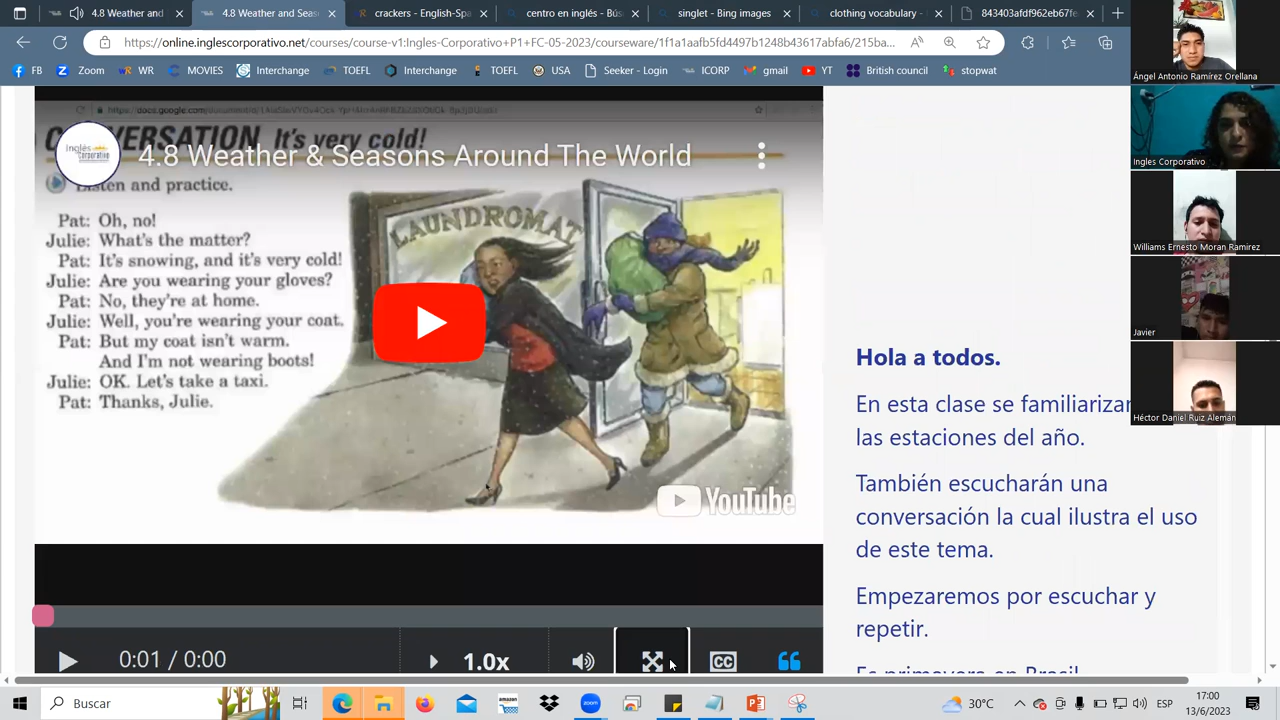 4.8 Weather and
4.8 Weather and Seas
crackers - English-Spa
centro en inglés - Bús
singlet - Bing images
clothing vocabulary -
843403afdf962eb67fe
https://online.inglescorporativo.net/courses/course-v1:Ingles-Corporativo+P1+FC-05-2023/courseware/1f1a1aafb5fd4497b1248b43617abfa6/215ba...
FB
Zoom
WR
MOVIES
Interchange
TOEFL
Interchange
TOEFL
USA
Seeker - Login
ICORP
gmail
YT
British council
stopwat
CONVERSATION It's very cold!
inglés
Corporativo
4.8 Weather & Seasons Around The World
Listen and practice.
Pat: Oh, no!
Julie: What's the matter?
Pat: It's snowing, and it's very cold!
Julie: Are you wearing your gloves?
Pat: No, they're at home.
Julie: Well, you're wearing your coat.
Pat: But my coat isn't warm.
And I'm not wearing boots!
Julie: OK. Let's take a taxi.
Pat: Thanks, Julie.
LAUNDROMAT
YouTube
0:01 / 0:00
1.0x
CC
Hola a todos.
En esta clase se familiarizar
las estaciones del año.
También escucharán una
conversación la cual ilustra el uso
de este tema.
Empezaremos por escuchar y
repetir.
Es primavera en Brasil
Ángel Antonio Ramírez Orellana
Ingles Corporativo
Williams Ernesto Moran Ramirez
Javier
Héctor Daniel Ruiz Alemán
Buscar
30°C
ESP
17:00
13/6/2023